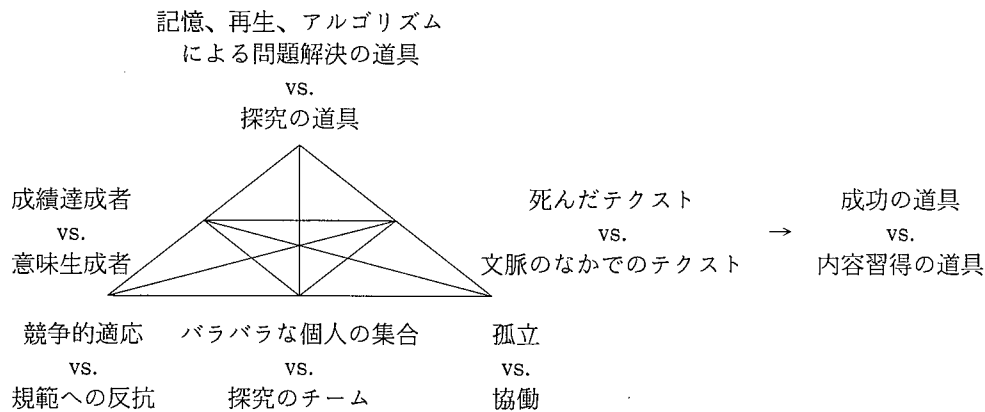 記憶、再生、アルゴリズム
による問題解決の道具
vs.
探究の道具
成績達成者
vs.
意味生成者
死んだテクスト
vs.
文脈のなかでのテクスト
→
成功の道具
vs.
内容習得の道具
競争的適応
vs.
規範への反抗
バラバラな個人の集合
vs.
探究のチーム
孤立
vs.
協働